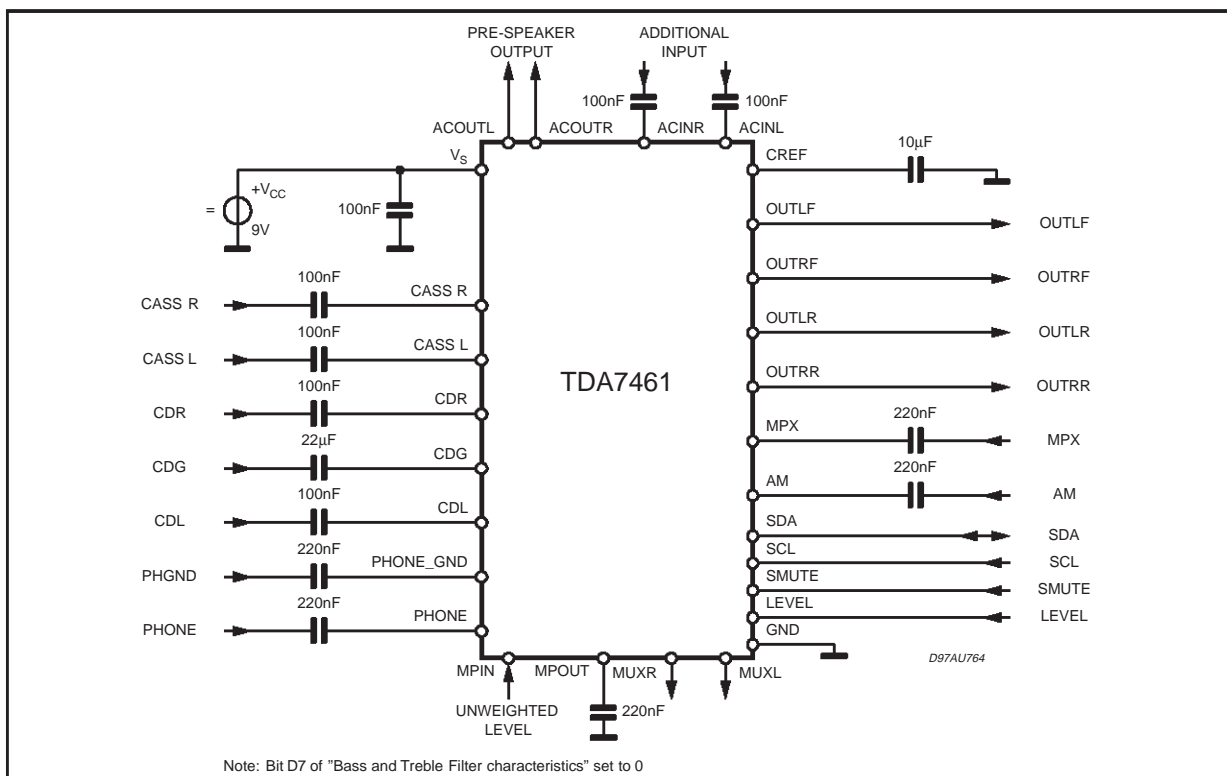 PRE-SPEAKER
OUTPUT
ADDITIONAL
INPUT
100nF
100nF
ACOUTL
ACOUTR
ACINR
ACINL
VS
CREF
10μF
+VCC
=
9V
100nF
OUTLF
OUTLF
OUTRF
OUTRF
OUTLR
OUTLR
OUTRR
OUTRR
TDA7461
CASS R
100nF
CASS R
CASS L
100nF
CASS L
CDR
100nF
CDR
CDG
22μF
CDG
CDL
100nF
CDL
PHGND
220nF
PHONE_GND
PHONE
220nF
PHONE
MPX
220nF
MPX
AM
220nF
AM
SDA
SDA
SCL
SCL
SMUTE
SMUTE
LEVEL
LEVEL
GND
D97AU764
MPIN
MPOUT
MUXR
MUXL
UNWEIGHTED
LEVEL
220nF
Note: Bit D7 of "Bass and Treble Filter characteristics" set to 0